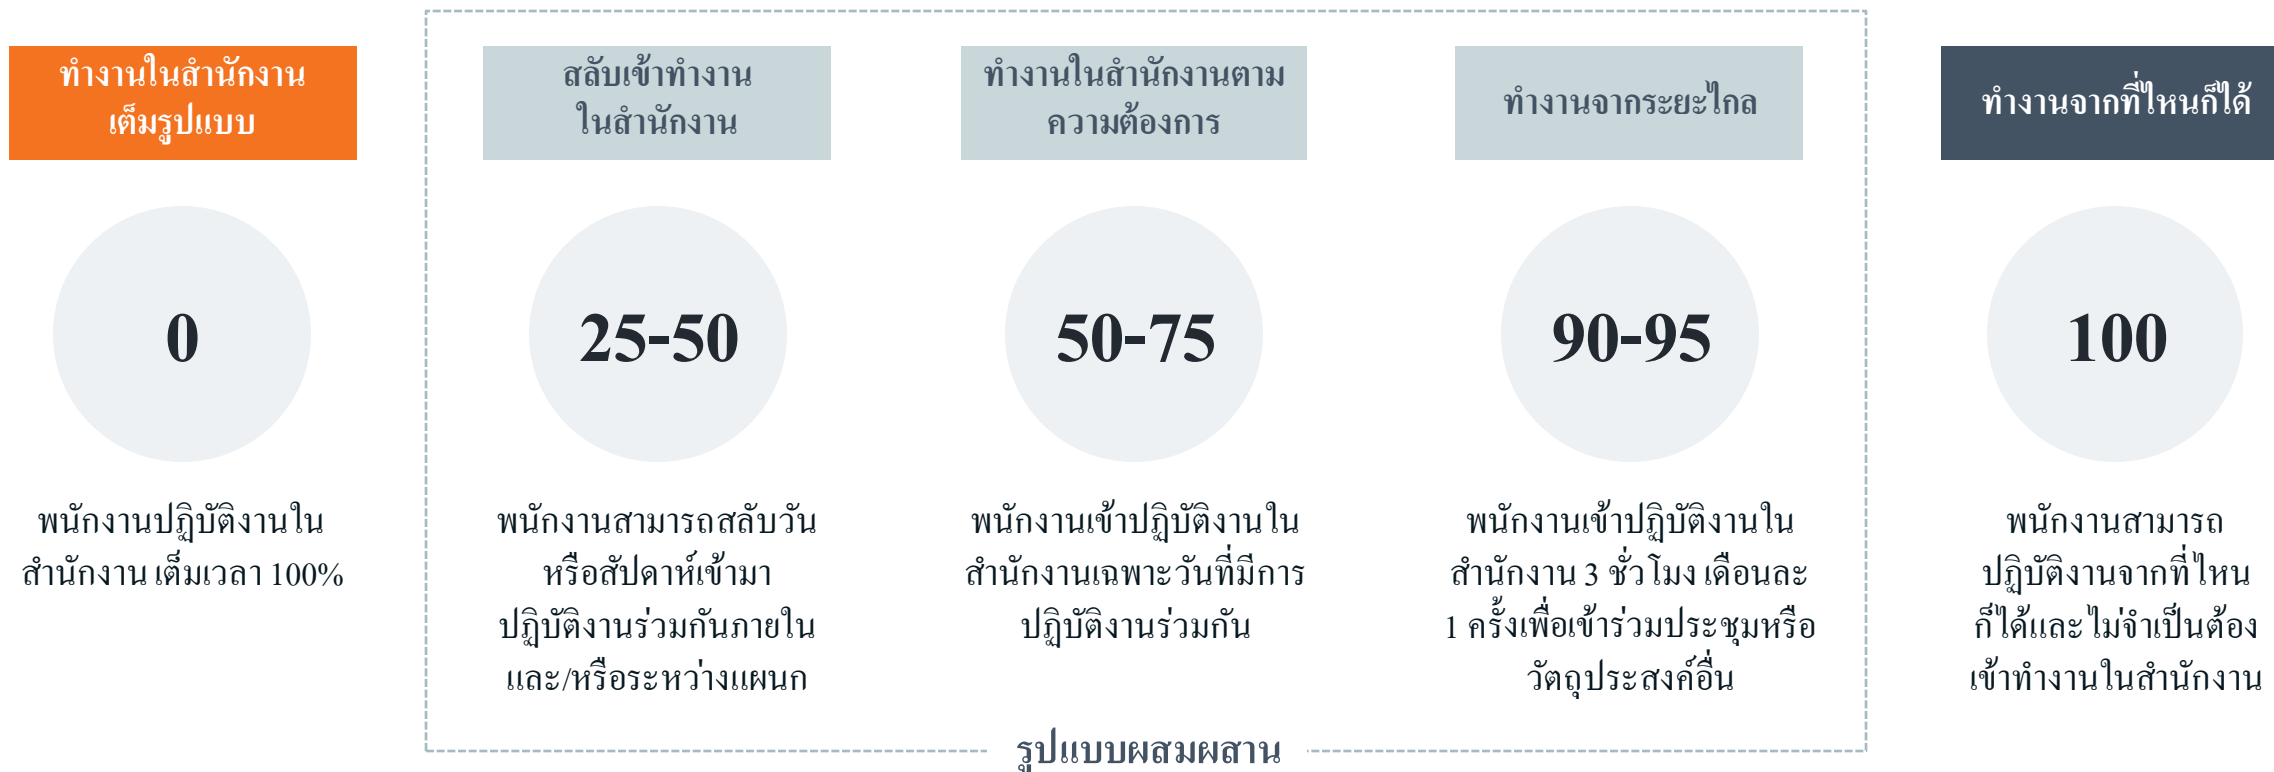 ทำงานในสำนักงาน
เต็มรูปแบบ
0
พนักงานปฏิบัติงานใน
สำนักงาน เต็มเวลา 100%
สลับเข้าทำงาน
ในสำนักงาน
25-50
พนักงานสามารถสลับวัน
หรือสัปดาห์เข้ามา
ปฏิบัติงานร่วมกันภายใน
และ/หรือระหว่างแผนก
ทำงานในสำนักงานตาม
ความต้องการ
50-75
พนักงานเข้าปฏิบัติงานใน
สำนักงานเฉพาะวันที่มีการ
ปฏิบัติงานร่วมกัน
ทำงานจากระยะไกล
90-95
พนักงานเข้าปฏิบัติงานใน
สำนักงาน 3 ชั่วโมง เดือนละ
1 ครั้งเพื่อเข้าร่วมประชุมหรือ
วัตถุประสงค์อื่น
ทำงานจากที่ไหนก็ได้
100
พนักงานสามารถ
ปฏิบัติงานจากที่ไหน
ก็ได้และไม่จำเป็นต้อง
เข้าทำงานในสำนักงาน
รูปแบบผสมผสาน